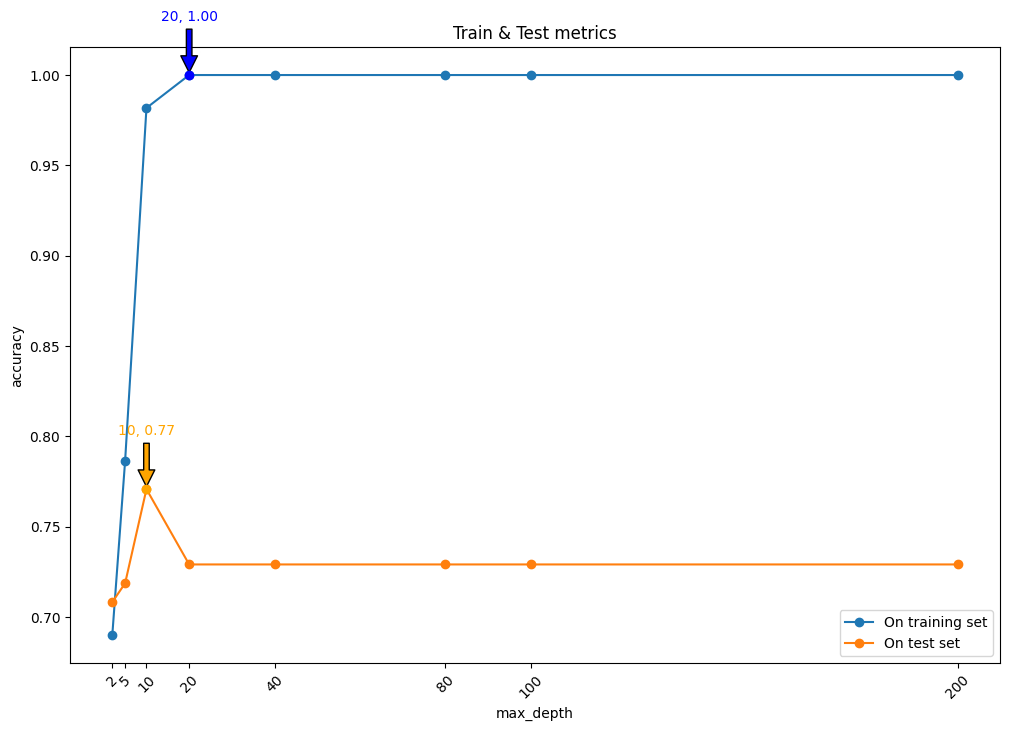 20, 1.00
Train & Test metrics
1.00
0.95
0.90
0.85
0.80
0.75
0.70
accuracy
10, 0.77
On training set
On test set
2 5 10 20 40 80 100 200
max_depth